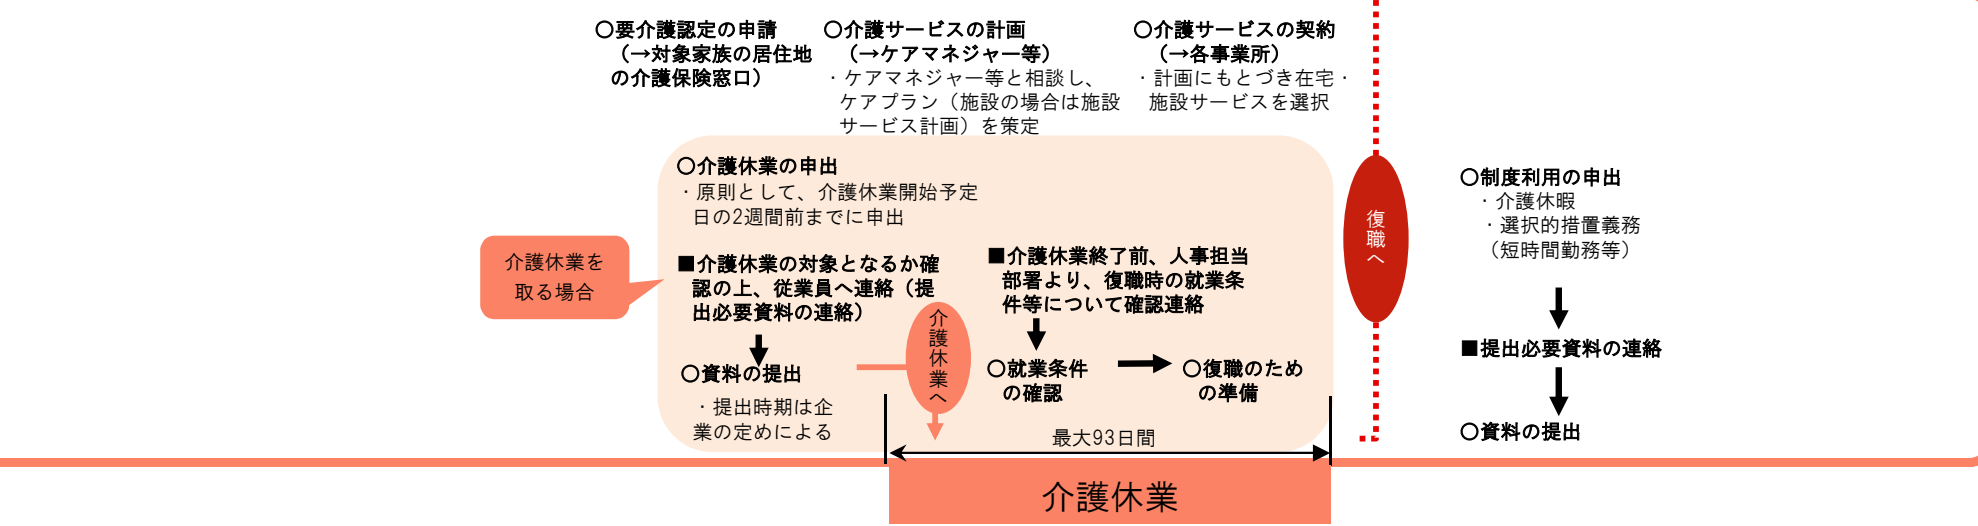 ○要介護認定の申請
（→対象家族の居住地
の介護保険窓口）
○介護サービスの計画
（→ケアマネジャー等）
・ケアマネジャー等と相談し、
ケアプラン（施設の場合は施設
サービス計画）を策定
○介護サービスの契約
（→各事業所）
・計画にもとづき在宅・
施設サービスを選択
介護休業を
取る場合
○介護休業の申出
・原則として、介護休業開始予定
日の2週間前までに申出
■介護休業の対象となるか確
認の上、従業員へ連絡（提
出必要資料の連絡）
○資料の提出
・提出時期は企
業の定めによる
介護休業へ
■介護休業終了前、人事担当
部署より、復職時の就業条
件等について確認連絡
○就業条件
の確認
○復職のため
の準備
最大93日間
介護休業
復職へ
○制度利用の申出
・介護休暇
・選択的措置義務
（短時間勤務等）
■提出必要資料の連絡
○資料の提出